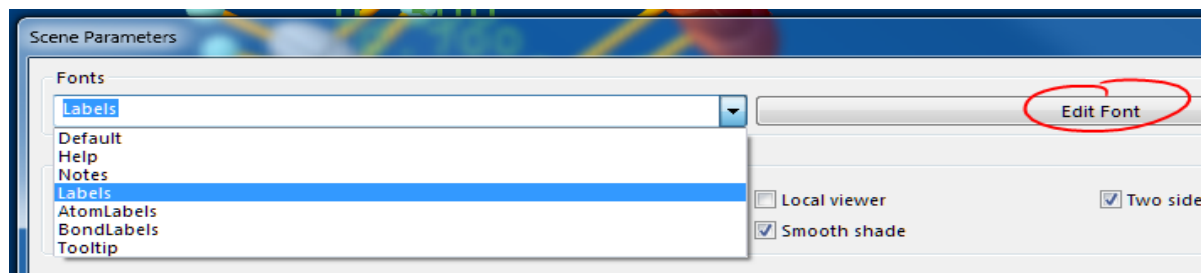 Scene Parameters
Fonts
Labels
Edit Font
Default
Help
Notes
Labels
AtomLabels
BondLabels
Tooltip
Local viewer
Two side
Smooth shade